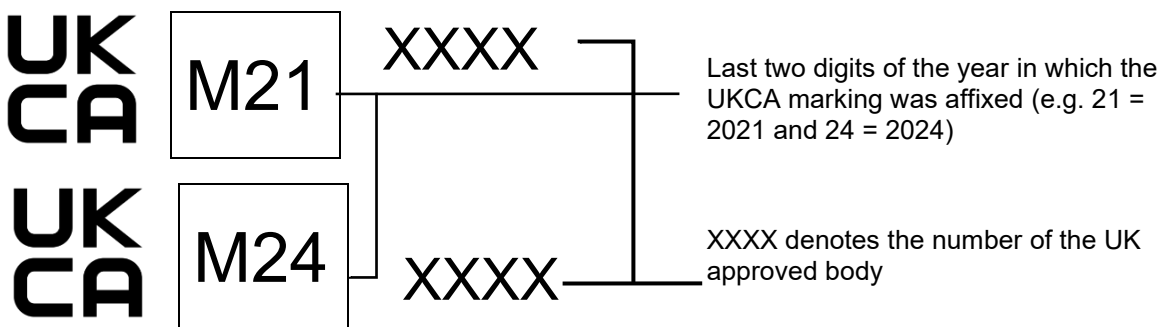 UK
CA
M21
XXXX
Last two digits of the year in which the
UKCA marking was affixed (e.g. 21 =
2021 and 24 = 2024)
UK
CA
M24
XXXX
XXXX denotes the number of the UK
approved body